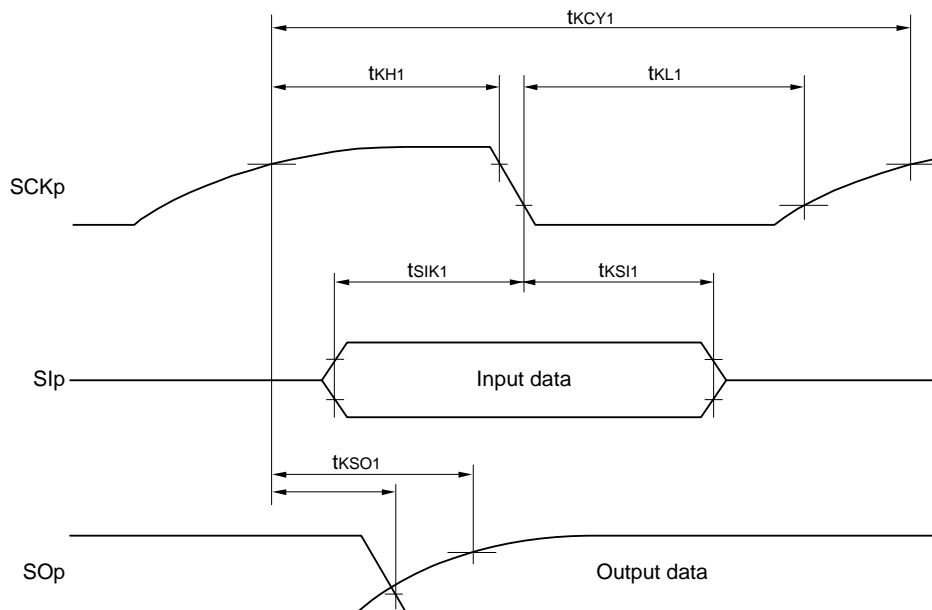 tKCY1
tKH1
tKL1
SCKp
tSIK1
tKSI1
SIp
Input data
tKSO1
SOp
Output data